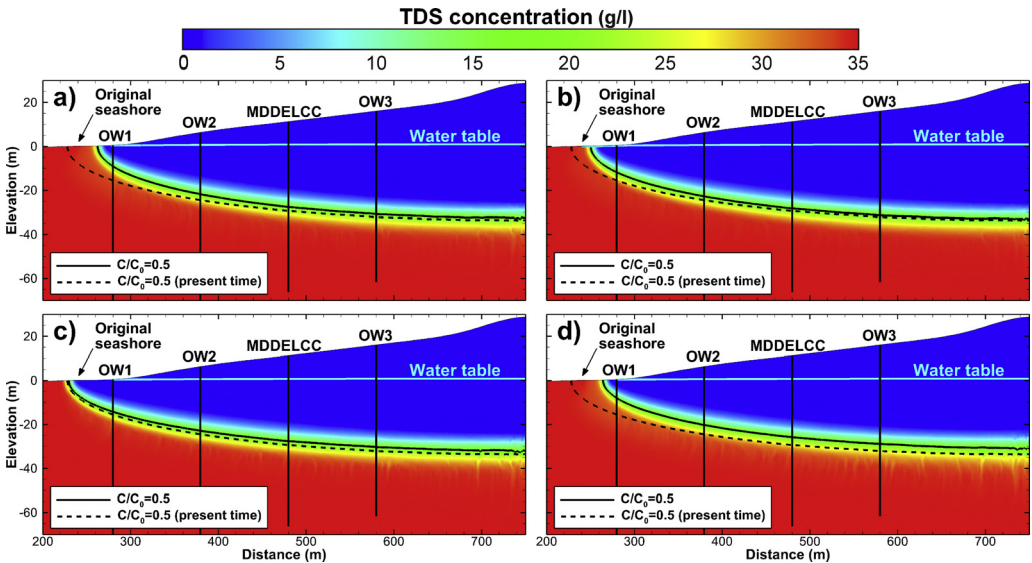 TDS concentration (g/l)
0 5 10 15 20 25 30 35
a)
Original
seashore
OW1
OW2
MDDELCC
OW3
Water table
C/C0=0.5
C/C0=0.5 (present time)
Elevation (m)
20
0
-20
-40
-60
b)
Original
seashore
OW1
OW2
MDDELCC
OW3
Water table
C/C0=0.5
C/C0=0.5 (present time)
c)
Original
seashore
OW1
OW2
MDDELCC
OW3
Water table
C/C0=0.5
C/C0=0.5 (present time)
Elevation (m)
20
0
-20
-40
-60
200 300 400 500 600 700
Distance (m)
d)
Original
seashore
OW1
OW2
MDDELCC
OW3
Water table
C/C0=0.5
C/C0=0.5 (present time)
200 300 400 500 600 700
Distance (m)